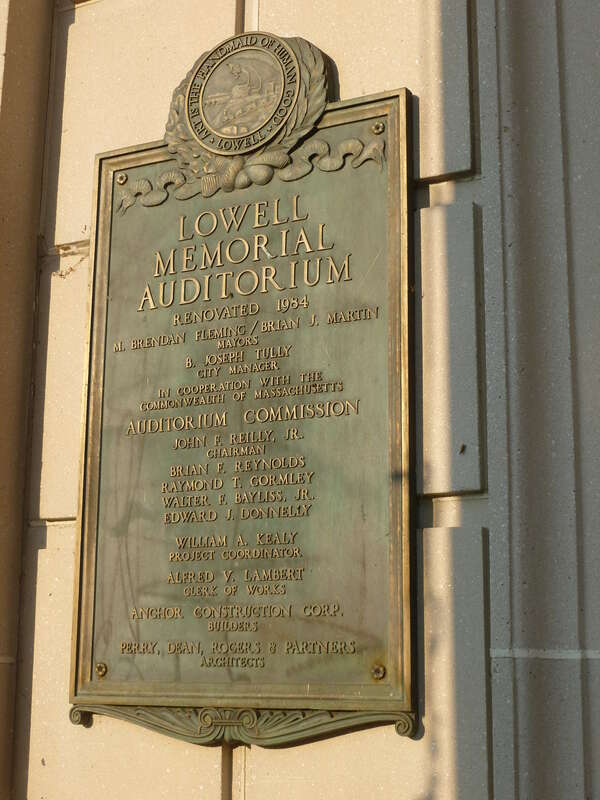 ART IS THE HANDMAID OF HUMAN GOOD
LOWELL
LOWELL
MEMORIAL
AUDITORIUM
RENOVATED 1984
M. BRENDAN FLEMING / BRIAN J. MARTIN
MAYORS
B. JOSEPH TULLY
CITY MANAGER
IN COOPERATION WITH THE
COMMONWEALTH OF MASSACHUSETTS
AUDITORIUM COMMISSION
JOHN F. REILLY, JR.
CHAIRMAN
BRIAN F. REYNOLDS
RAYMOND T. GORMLEY
WALTER F. BAYLISS, JR.
EDWARD J. DONNELLY
WILLIAM A. KEALY
PROJECT COORDINATOR
ALFRED V. LAMBERT
CLERK OF WORKS
ANCHOR CONSTRUCTION CORP.
BUILDERS
PERRY, DEAN, ROGERS & PARTNERS
ARCHITECTS